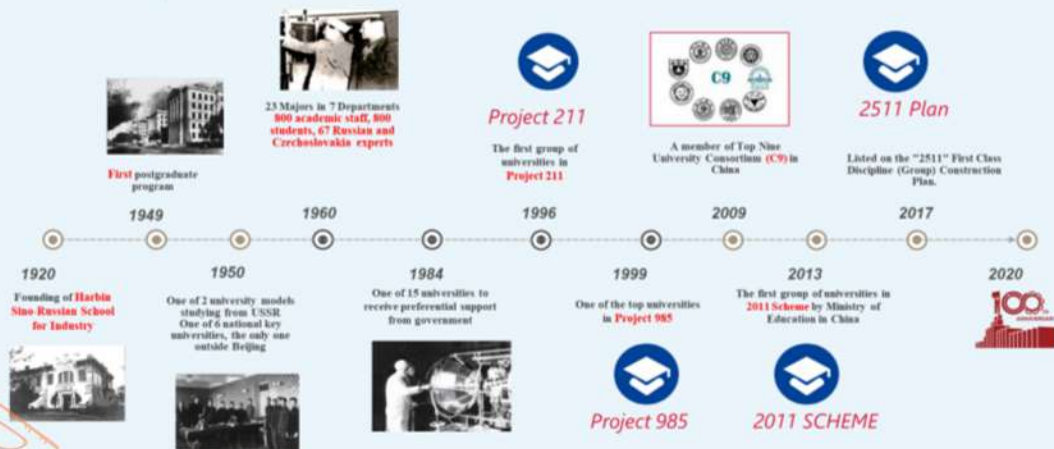 23 Majors in 7 Departments
800 academic staff, 800
students, 67 Russian and
Czechoslovakia experts
First postgraduate
program
Project 211
The first group of
universities in
Project 211
C9
A member of Top Nine
University Consortium (C9) in
China
2511 Plan
Listed on the "2511" First Class
Discipline (Group) Construction
Plan.
1949
1960
1996
2009
2017
1920
1950
1984
1999
2013
2020
Founding of Harbin
Sino-Russian School
for Industry
One of 2 university models
studying from USSR
One of 6 national key
universities, the only one
outside Beijing
One of 15 universities to
receive preferential support
from government
One of the top universities
in Project 985
The first group of universities in
2011 Scheme by Ministry of
Education in China
100TH
ANNIVERSARY
Project 985
2011 SCHEME